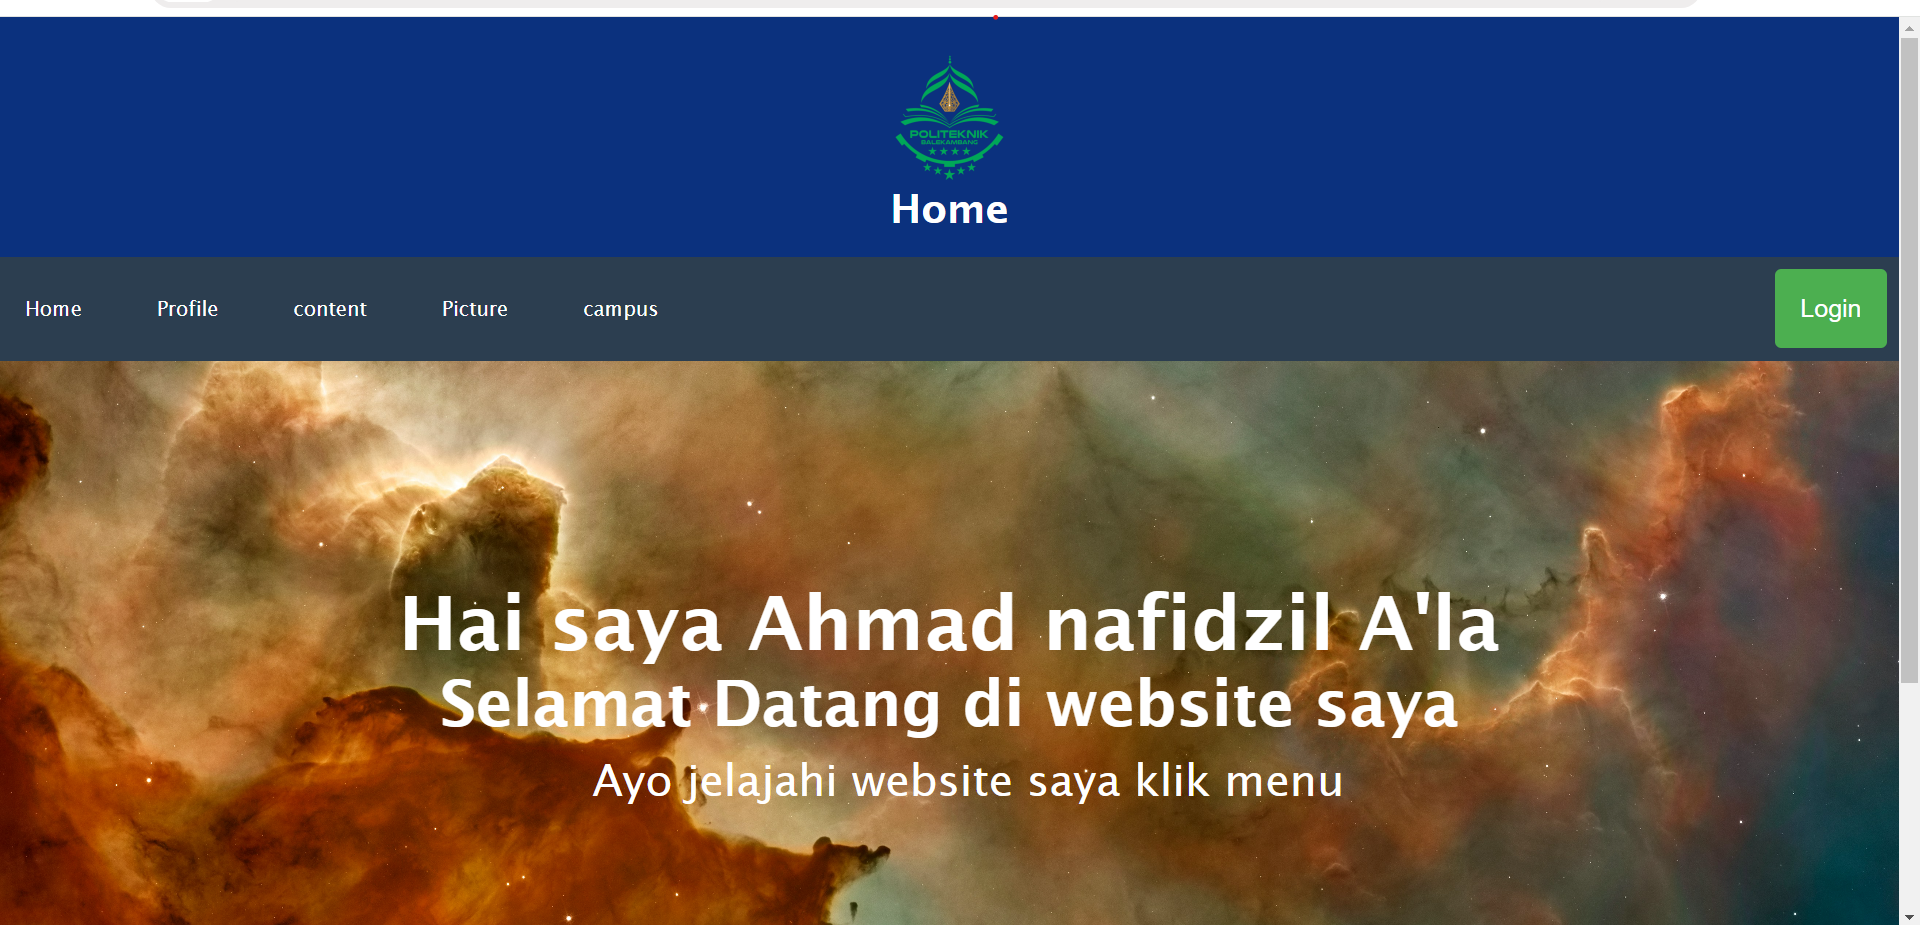 POLITEKNIK
BALEKAMBANG
Home
Home Profile content Picture campus Login
Hai saya Ahmad nafidzil A'la
Selamat Datang di website saya
Ayo jelajahi website saya klik menu